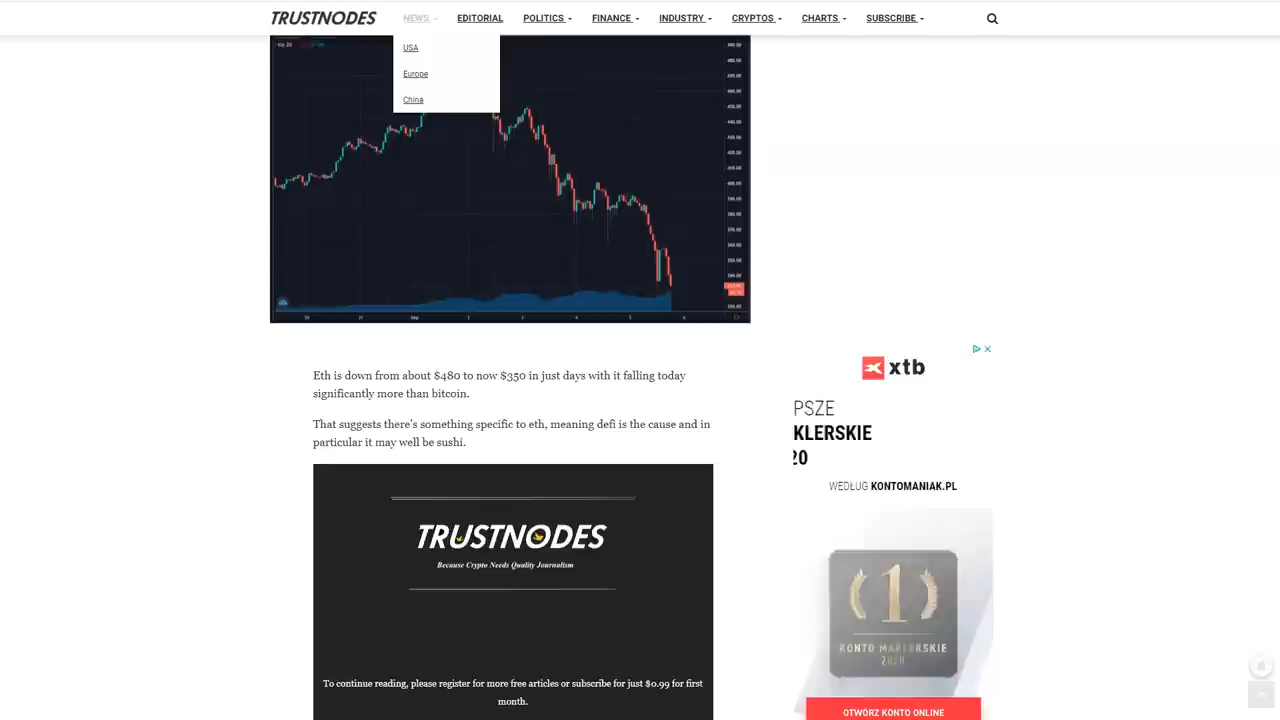 TRUSTNODES
NEWS
EDITORIAL
POLITICS
FINANCE
INDUSTRY
CRYPTOS
CHARTS
SUBSCRIBE
USA
Europe
China
Eth is down from about $480 to now $350 in just days with it falling today
significantly more than bitcoin.
That suggests there's something specific to eth, meaning defi is the cause and in
particular it may well be sushi.
TRUSTNODES
Because Crypto Needs Quality Journalism
To continue reading, please register for more free articles or subscribe for just $0.99 for first
month.
xtb
PSZE
KLERSKIE
20
WEDŁUG KONTOMANIAK.PL
1
KONTO MAKLERSKIE
2020
OTWÓRZ KONTO ONLINE